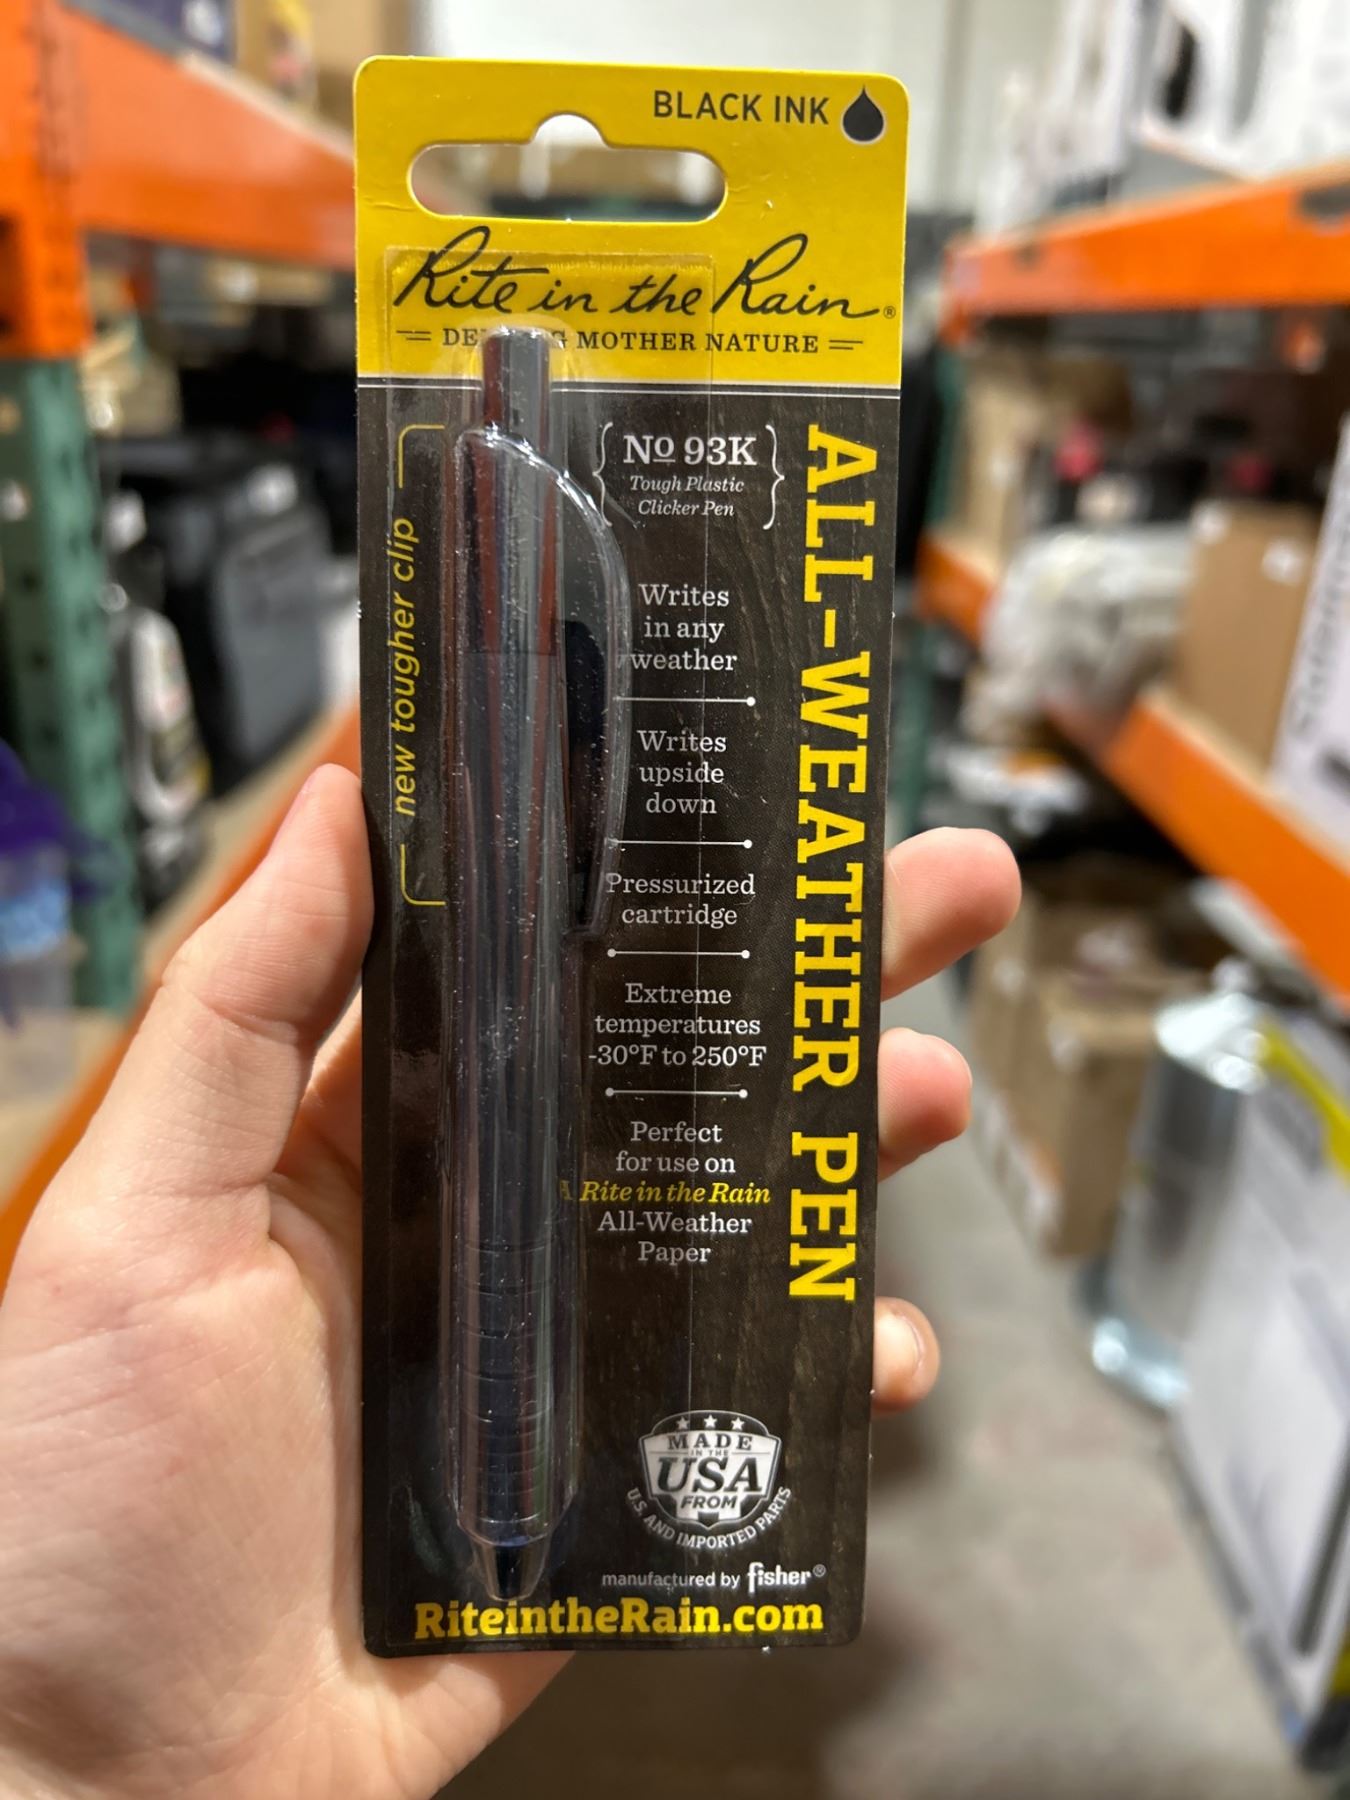 BLACK INK
Rite in the Rain®
MOTHER NATURE
new tougher clip
No 93K
Tough Plastic
Clicker Pen
Writes
in any
weather
Writes
upside
down
Pressurized
cartridge
Extreme
temperatures
-30°F to 250°F
Perfect
for use on
Rite in the Rain
All-Weather
Paper
ALL-WEATHER PEN
MADE
IN THE
USA
FROM
U.S. AND IMPORTED PARTS
manufactured by fisher®
RiteintheRain.com